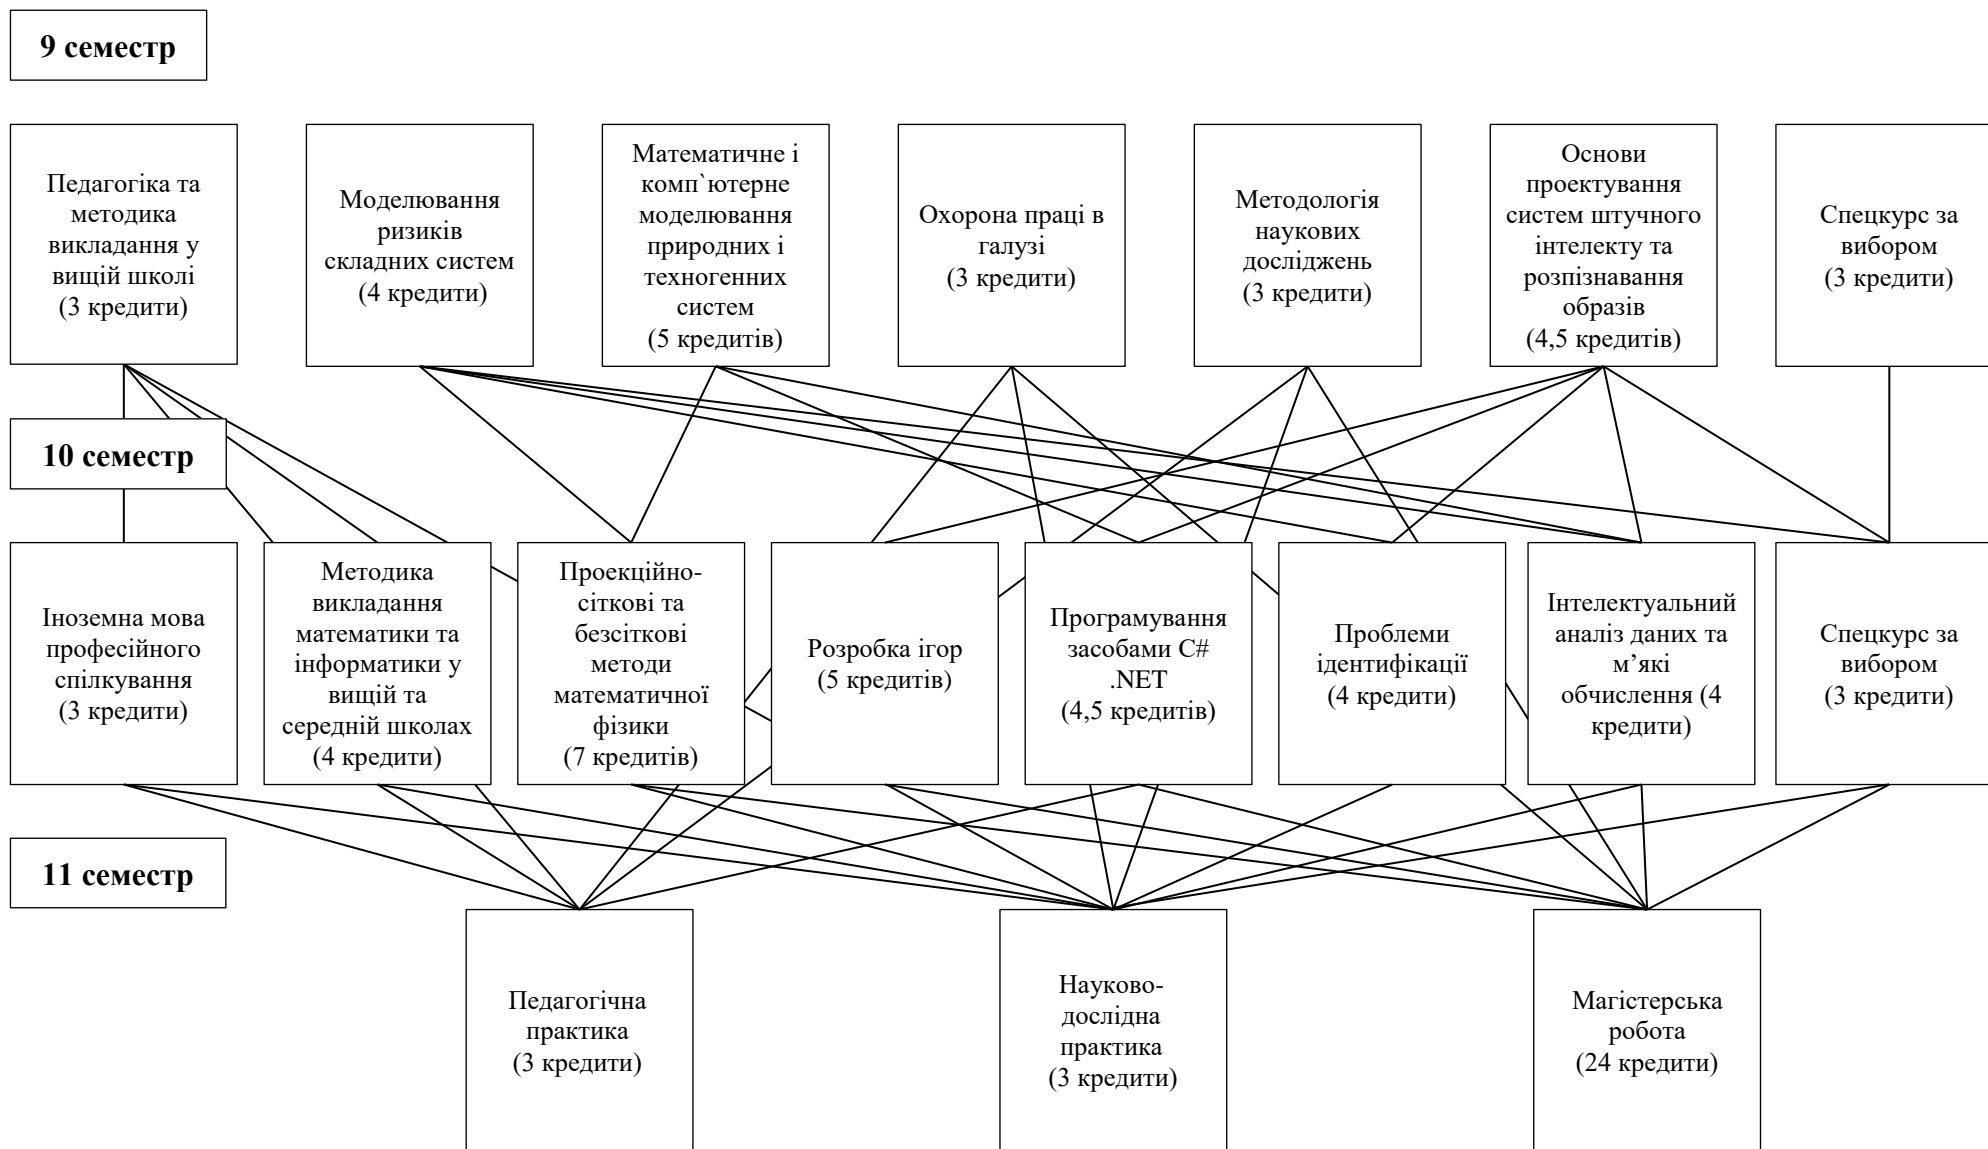 9 семестр
Педагогіка та
методика
викладання у
вищій школі
(3 кредити)
Моделювання
ризиків
складних систем
(4 кредити)
Математичне і
комп`ютерне
моделювання
природних і
техногенних
систем
(5 кредитів)
Охорона праці в
галузі
(3 кредити)
Методологія
наукових
досліджень
(3 кредити)
Основи
проектування
систем штучного
інтелекту та
розпізнавання
образів
(4,5 кредитів)
Спецкурс за
вибором
(3 кредити)
10 семестр
Іноземна мова
професійного
спілкування
(3 кредити)
Методика
викладання
математики та
інформатики у
вищій та
середній школах
(4 кредити)
Проекційно-
сіткові та
безсіткові
методи
математичної
фізики
(7 кредитів)
Розробка ігор
(5 кредитів)
Програмування
засобами C#
.NET
(4,5 кредитів)
Проблеми
ідентифікації
(4 кредити)
Інтелектуальний
аналіз даних та
м’які
обчислення (4
кредити)
Спецкурс за
вибором
(3 кредити)
11 семестр
Педагогічна
практика
(3 кредити)
Науково-
дослідна
практика
(3 кредити)
Магістерська
робота
(24 кредити)